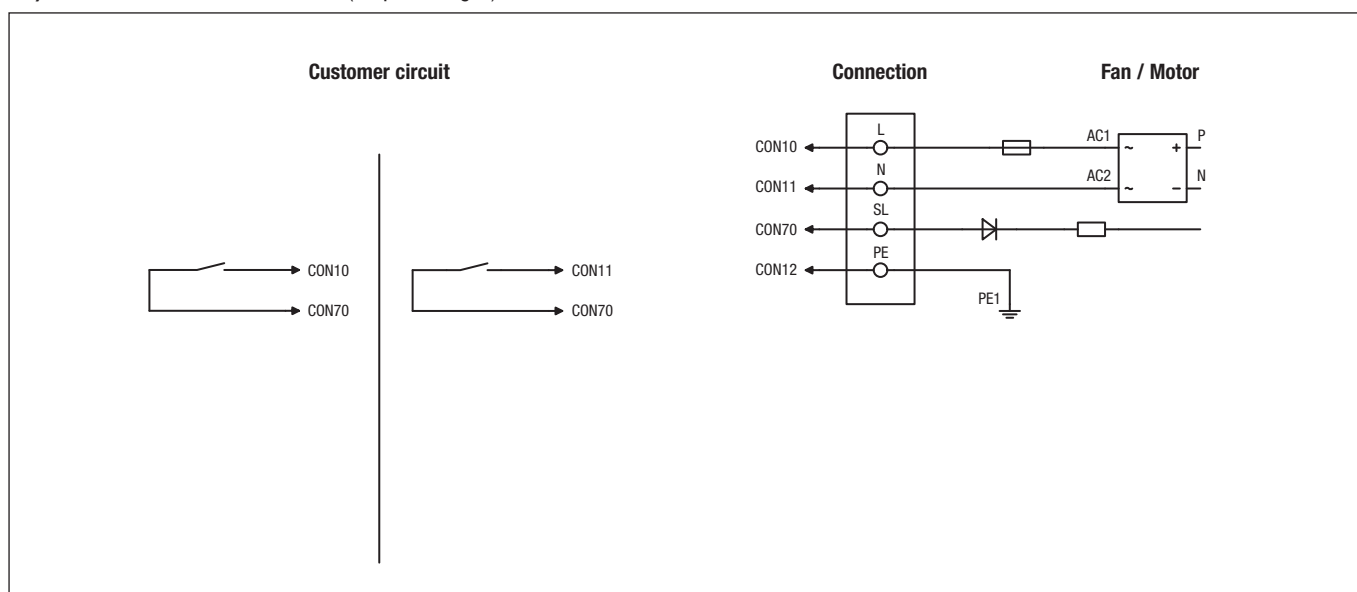 Customer circuit
CON10
CON70
CON11
CON70
Connection
Fan / Motor
L
CON10
AC1
~
+
P
N
CON11
AC2
~
−
N
SL
CON70
PE
CON12
PE1